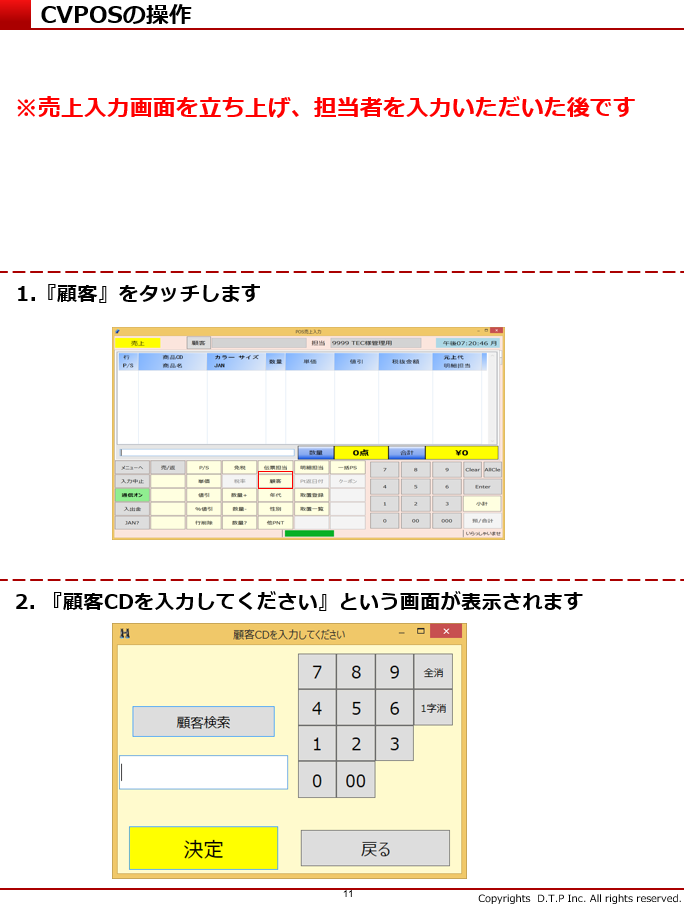 CVPOSの操作
※売上入力画面を立ち上げ、担当者を入力いただいた後です
1.『顧客』をタッチします
POS売上入力
売上 顧客 担当 9999 TEC様管理用 午後07:20:46 月
行 商品CD カラー サイズ 数量 単価 値引 税抜金額 元上代
P/S 商品名 JAN 明細担当
数量 0点 合計 ¥0
メニューへ 売/返 P/S 免税 伝票担当 明細担当 一括PS 7 8 9 Clear AllCle
入力中止 単価 税率 顧客 Pt返日付 クーポン 4 5 6 Enter
通信オン 値引 数量+ 年代 取置登録 1 2 3 小計
入出金 %値引 数量- 性別 取置一覧
JAN? 行削除 数量? 他PNT 0 00 000 預/合計
いらっしゃいませ
2. 『顧客CDを入力してください』という画面が表示されます
顧客CDを入力してください
7 8 9 全消
顧客検索 4 5 6 1字消
1 2 3
0 00
決定 戻る
11
Copyrights D.T.P Inc. All rights reserved.